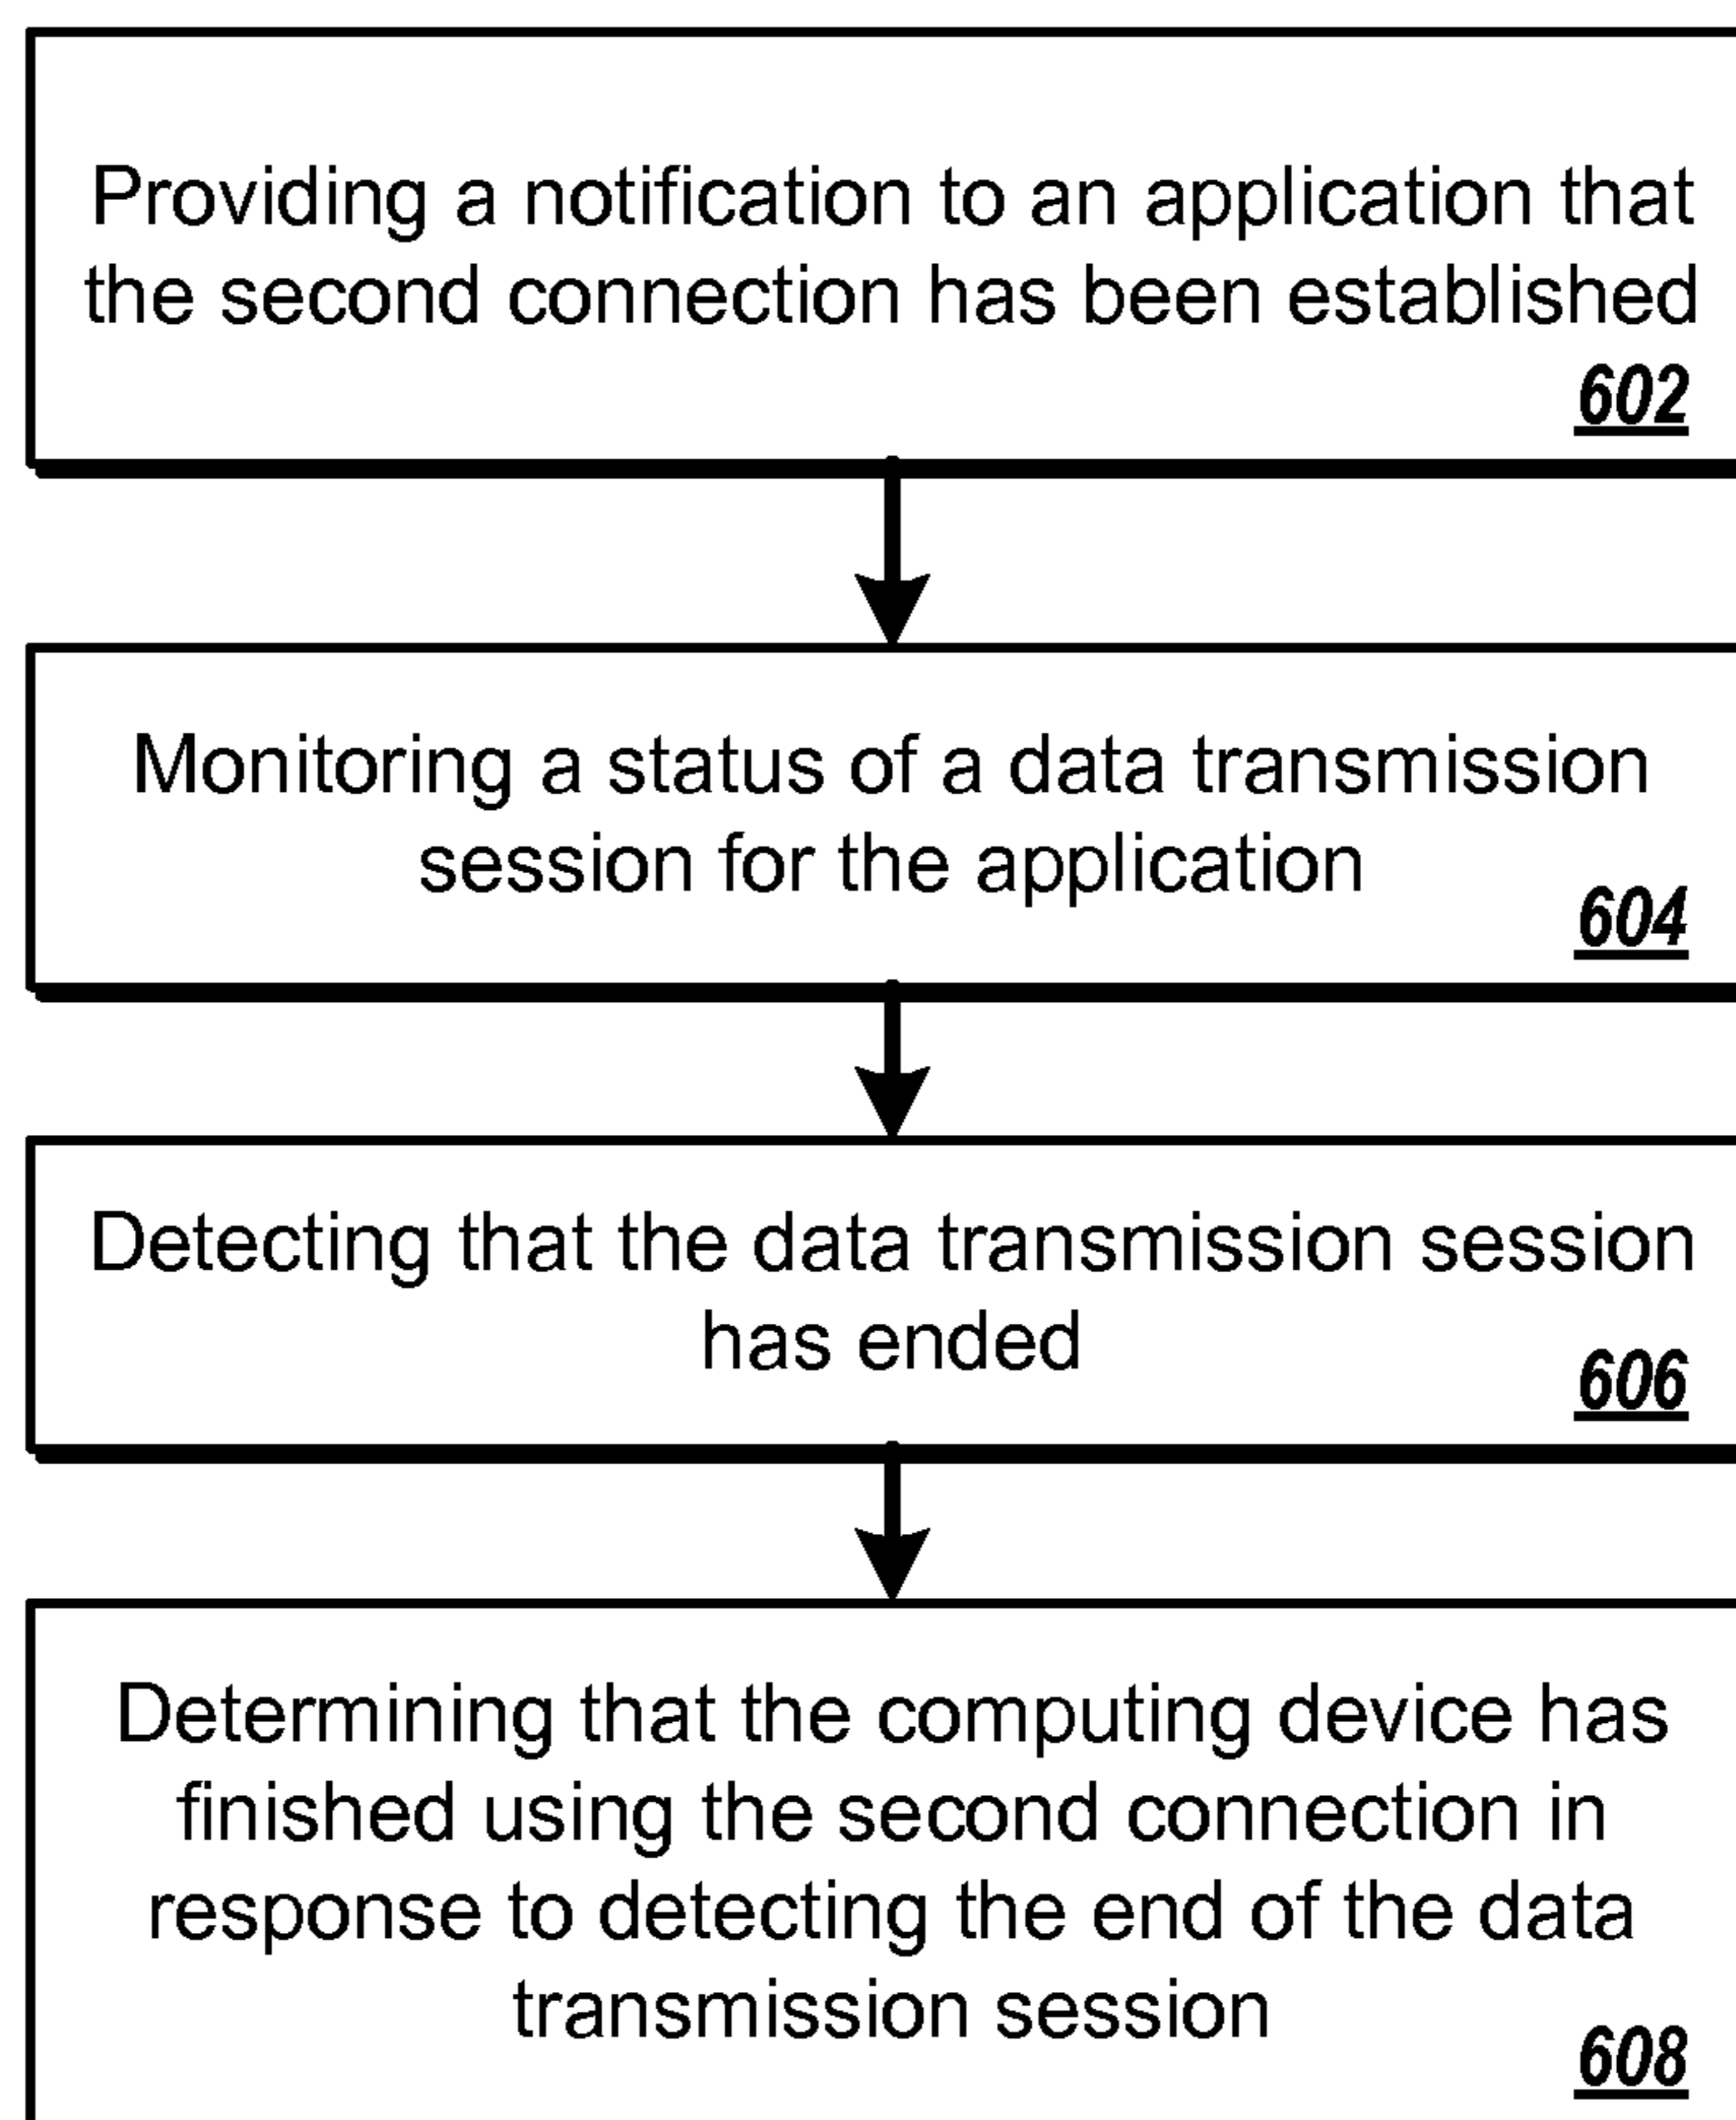 Providing a notification to an application that
the second connection has been established
602
Monitoring a status of a data transmission
session for the application
604
Detecting that the data transmission session
has ended
606
Determining that the computing device has
finished using the second connection in
response to detecting the end of the data
transmission session
608